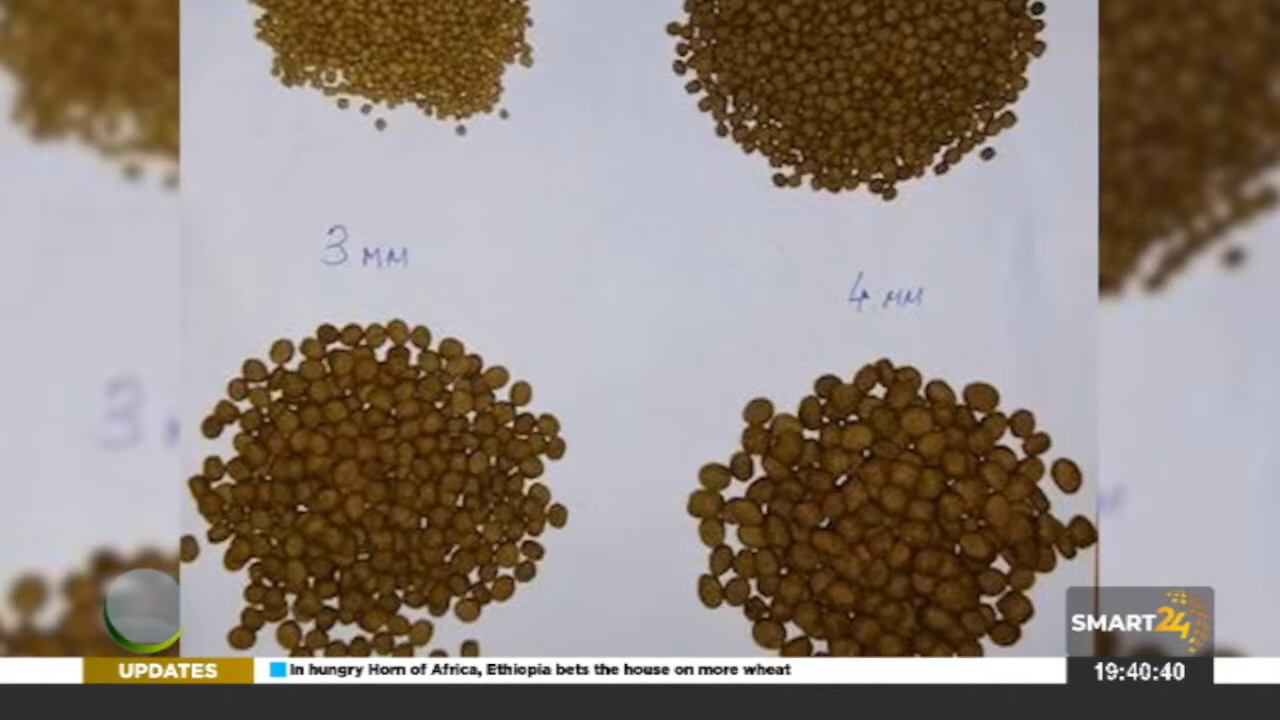 3 мм
4 мм
SMART24
UPDATES
In hungry Horn of Africa, Ethiopia bets the house on more wheat
19:40:40